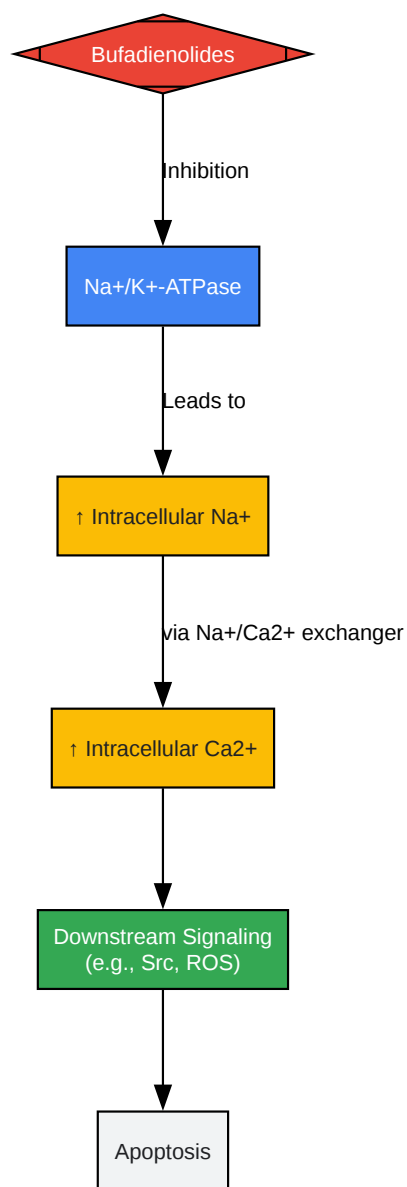 Bufadienolides
Inhibition
Na+/K+-ATPase
Leads to
↑ Intracellular Na+
via Na+/Ca2+ exchanger
↑ Intracellular Ca2+
Downstream Signaling
(e.g., Src, ROS)
Apoptosis